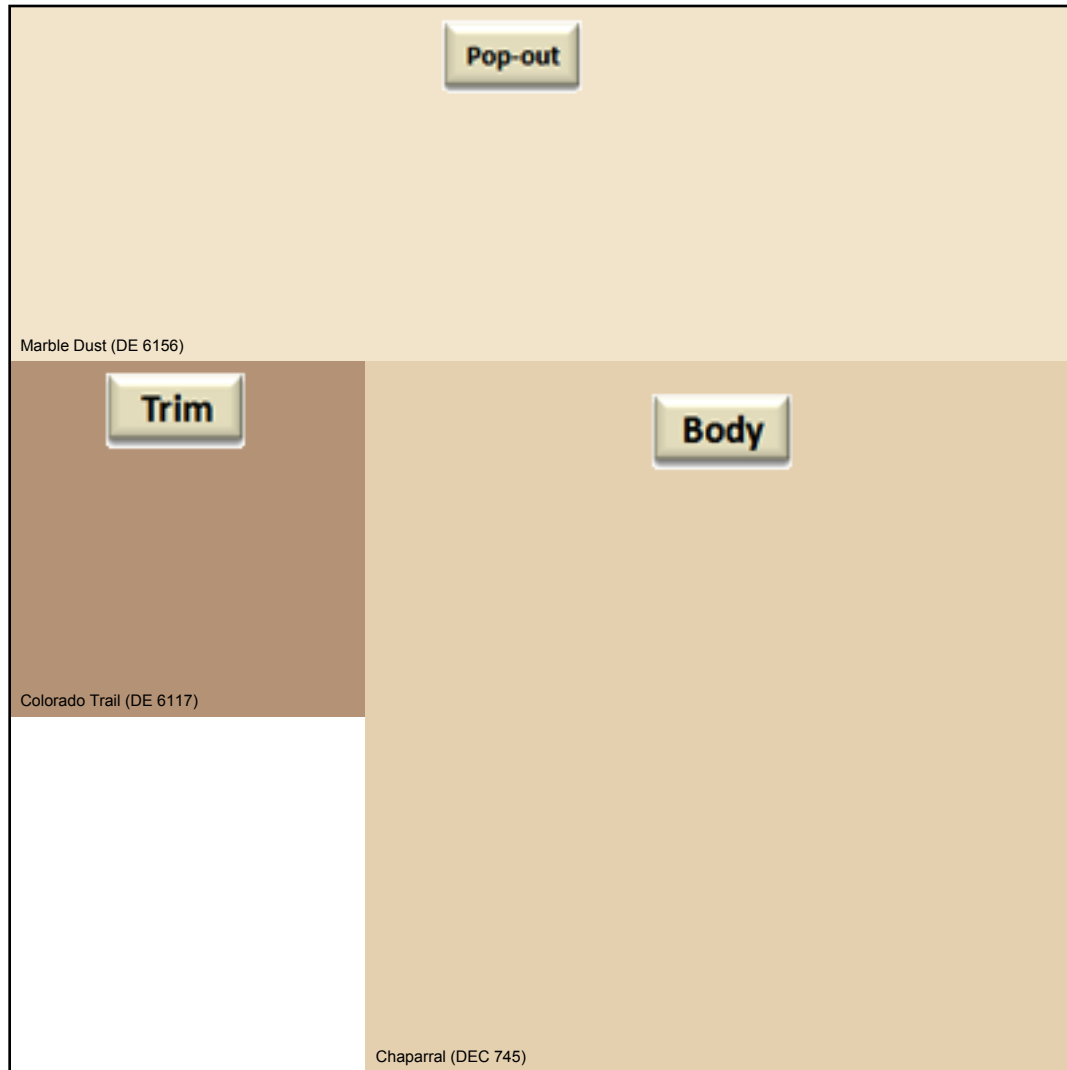 Pop-out
Marble Dust (DE 6156)
Trim
Body
Colorado Trail (DE 6117)
Chaparral (DEC 745)